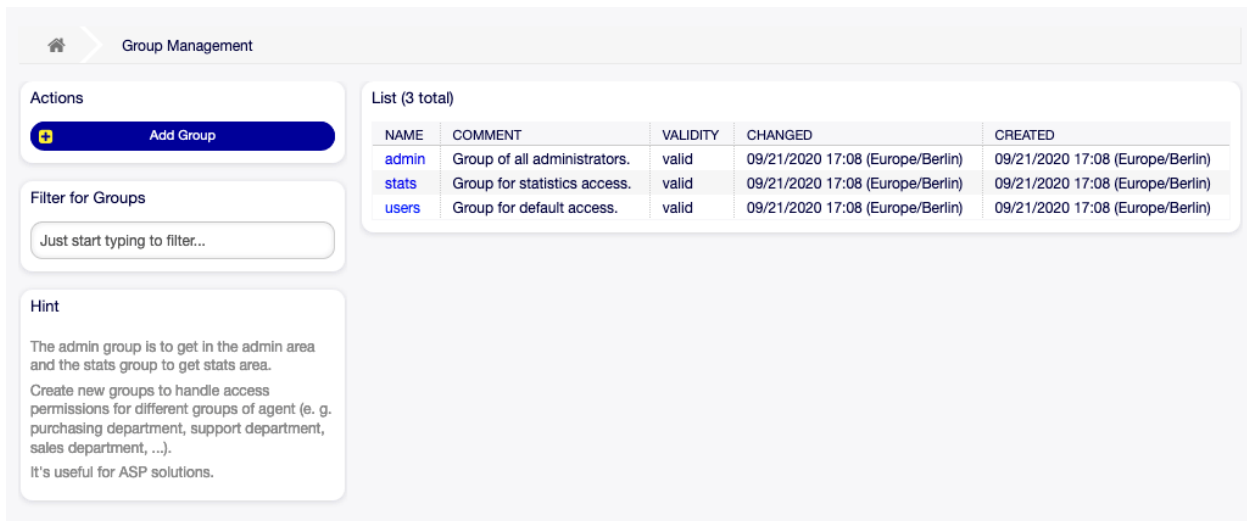 Group Management
Actions
Add Group
Filter for Groups
Just start typing to filter...
Hint
The admin group is to get in the admin area
and the stats group to get stats area.
Create new groups to handle access
permissions for different groups of agent (e. g.
purchasing department, support department,
sales department, ...).
It's useful for ASP solutions.
List (3 total)
NAME COMMENT VALIDITY CHANGED CREATED
admin Group of all administrators. valid 09/21/2020 17:08 (Europe/Berlin) 09/21/2020 17:08 (Europe/Berlin)
stats Group for statistics access. valid 09/21/2020 17:08 (Europe/Berlin) 09/21/2020 17:08 (Europe/Berlin)
users Group for default access. valid 09/21/2020 17:08 (Europe/Berlin) 09/21/2020 17:08 (Europe/Berlin)